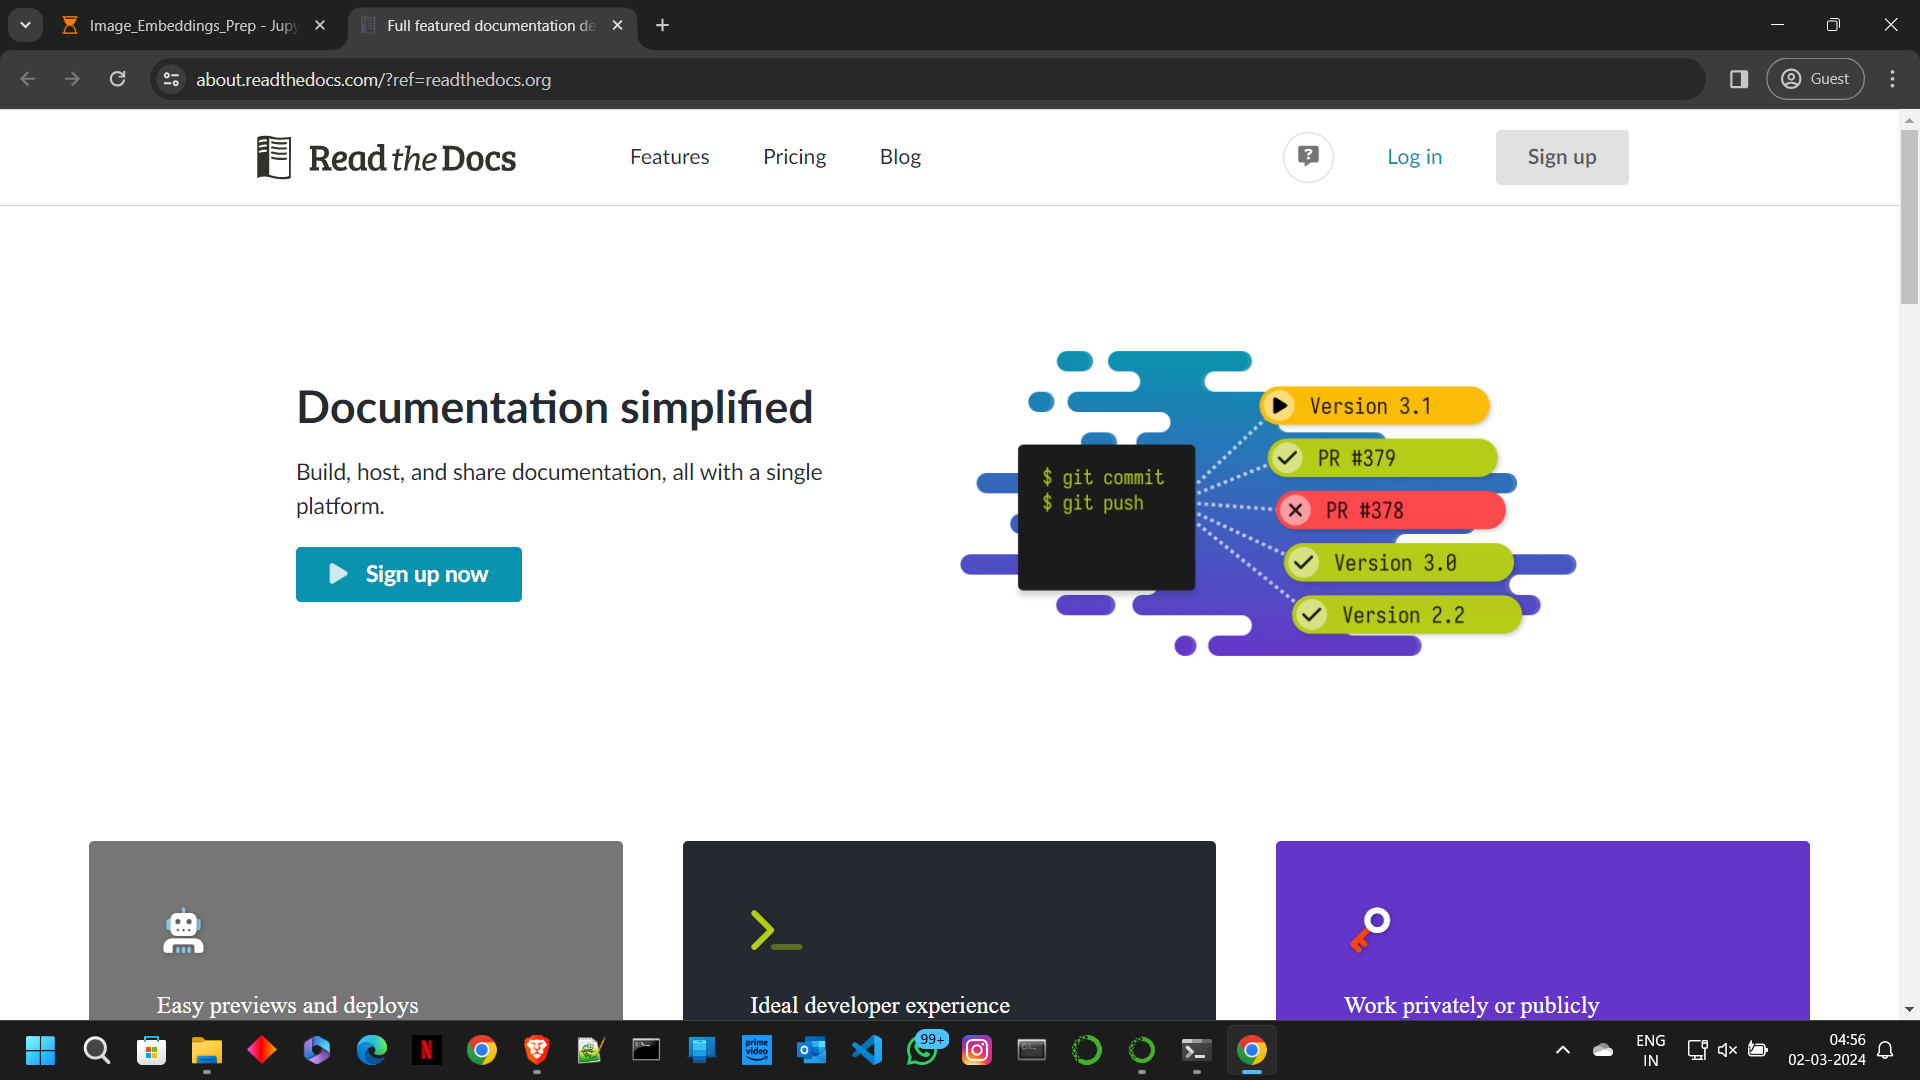 Image_Embeddings_Prep - Jup
Full featured documentation de
about.readthedocs.com/?ref=readthedocs.org
Guest
Read the Docs
Features
Pricing
Blog
Log in
Sign up
Documentation simplified
Build, host, and share documentation, all with a single
platform.
Sign up now
$ git commit
$ git push
Version 3.1
PR #379
PR #378
Version 3.0
Version 2.2
Easy previews and deploys
Ideal developer experience
Work privately or publicly
prime
video
99+
ENG
IN
04:56
02-03-2024